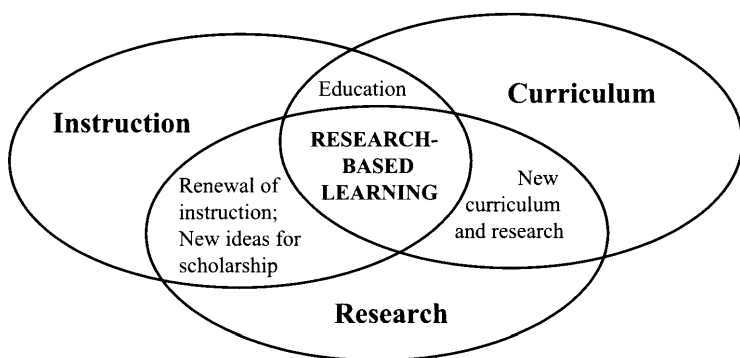 Education
Curriculum
Instruction
RESEARCH-
BASED
LEARNING
Renewal of
instruction;
New ideas for
scholarship
New
curriculum
and research
Research